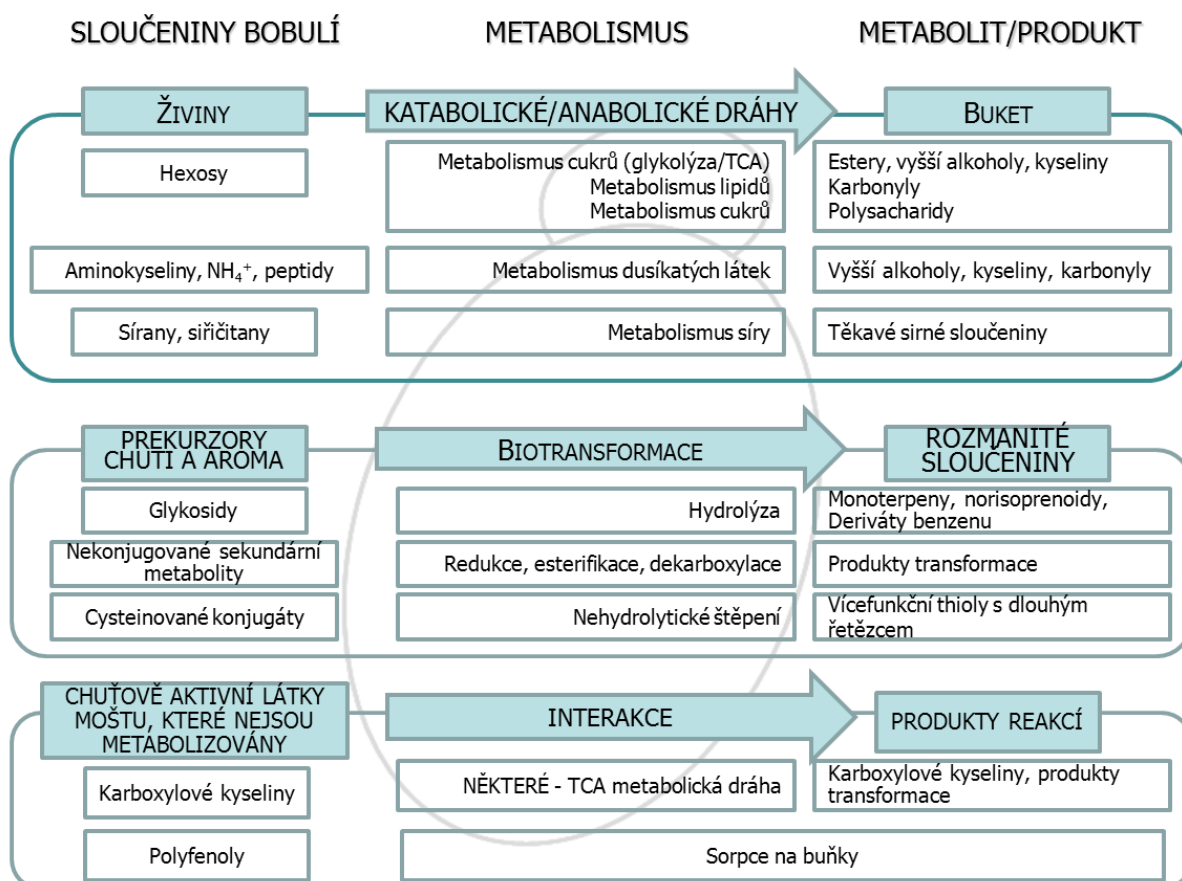 SLOUČENINY BOBULÍ
METABOLISMUS
METABOLIT/PRODUKT
ŽIVINY
KATABOLICKÉ/ANABOLICKÉ DRÁHY
BUKET
Hexosy
Metabolismus cukrů (glykolýza/TCA)
Metabolismus lipidů
Metabolismus cukrů
Estery, vyšší alkoholy, kyseliny
Karbonyly
Polysacharidy
Aminokyseliny, NH₄⁺, peptidy
Metabolismus dusíkatých látek
Vyšší alkoholy, kyseliny, karbonyly
Sírany, siřičitany
Metabolismus síry
Těkavé sirné sloučeniny
PREKURZORY
CHUTI A AROMA
BIOTRANSFORMACE
ROZMANITÉ
SLOUČENINY
Glykosidy
Hydrolýza
Monoterpeny, norisoprenoidy,
Deriváty benzenu
Nekonjugované sekundární
metabolity
Redukce, esterifikace, dekarboxylace
Produkty transformace
Cysteinované konjugáty
Nehydrolytické štěpení
Vícefunkční thioly s dlouhým
řetězcem
CHUŤOVĚ AKTIVNÍ LÁTKY
MOŠTU, KTERÉ NEJSOU
METABOLIZOVÁNY
INTERAKCE
PRODUKTY REAKCÍ
Karboxylové kyseliny
NĚKTERÉ - TCA metabolická dráha
Karboxylové kyseliny, produkty
transformace
Polyfenoly
Sorpce na buňky